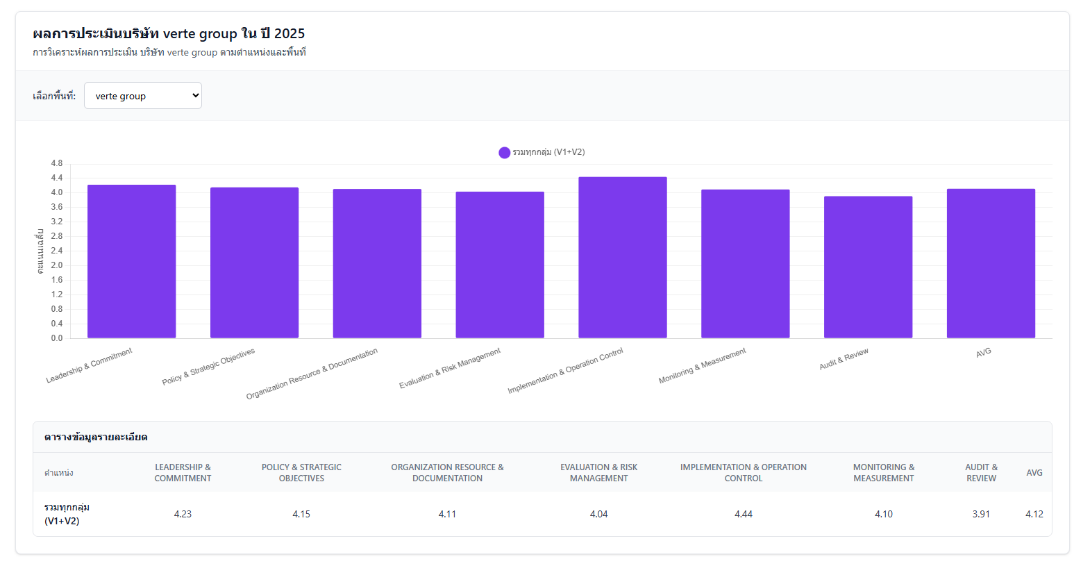 ผลการประเมินบริษัท verte group ใน ปี 2025
การวิเคราะห์ผลการประเมิน บริษัท verte group ตามตำแหน่งและพื้นที่
เลือกพื้นที่:
verte group
รวมทุกกลุ่ม (V1+V2)
คะแนนเฉลี่ย
4.8
4.4
4.0
3.6
3.2
2.8
2.4
2.0
1.6
1.2
0.8
0.4
0.0
Leadership & Commitment
Policy & Strategic Objectives
Organization Resource & Documentation
Evaluation & Risk Management
Implementation & Operation Control
Monitoring & Measurement
Audit & Review
AVG
ตารางข้อมูลรายละเอียด
ตำแหน่ง
LEADERSHIP &
COMMITMENT
POLICY & STRATEGIC
OBJECTIVES
ORGANIZATION RESOURCE &
DOCUMENTATION
EVALUATION & RISK
MANAGEMENT
IMPLEMENTATION & OPERATION
CONTROL
MONITORING &
MEASUREMENT
AUDIT &
REVIEW
AVG
รวมทุกกลุ่ม
(V1+V2)
4.23
4.15
4.11
4.04
4.44
4.10
3.91
4.12